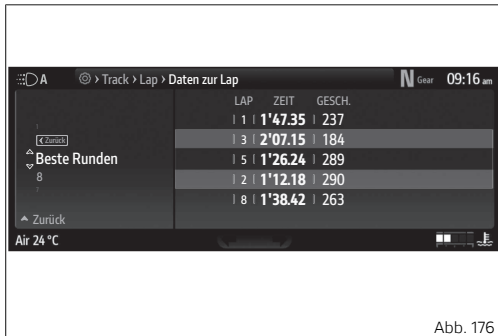 A Track › Lap › Daten zur Lap N Gear 09:16 am
LAP ZEIT GESCH.
1 1'47.35 237
Zurück
3 2'07.15 184
Beste Runden
5 1'26.24 289
8
2 1'12.18 290
8 1'38.42 263
Zurück
Air 24 °C
Abb. 176